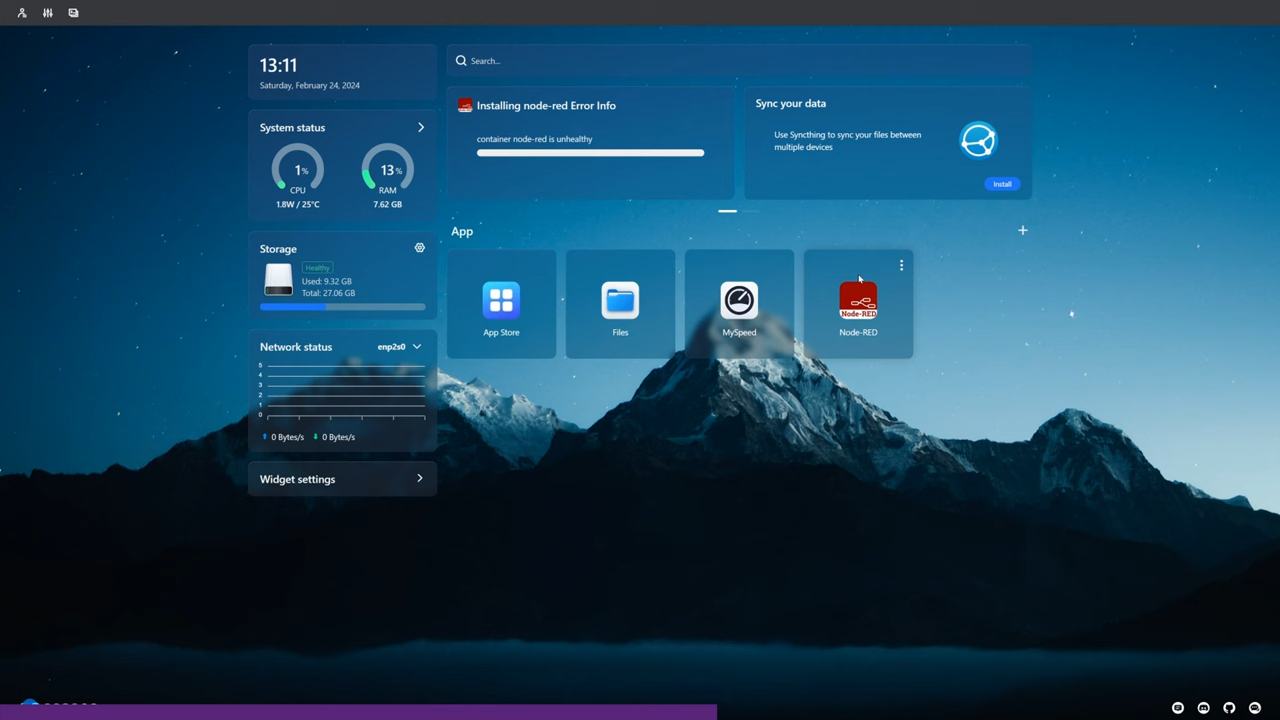 13:11
Saturday, February 24, 2024
Search...
System status
1%
CPU
1.8W / 25°C
13%
RAM
7.62 GB
Installing node-red Error Info
container node-red is unhealthy
Sync your data
Use Syncthing to sync your files between
multiple devices
Install
Storage
Healthy
Used: 9.32 GB
Total: 27.06 GB
App
App Store
Files
MySpeed
Node-RED
Node-RED
Network status
enp2s0
5
4
3
2
1
0
0 Bytes/s
0 Bytes/s
Widget settings